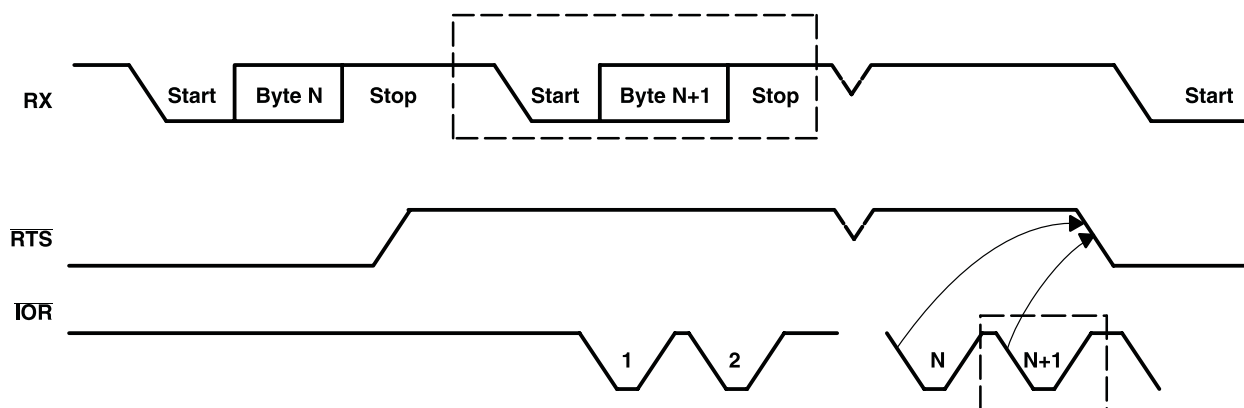 RX Start Byte N Stop Start Byte N+1 Stop Start
RTS
IOR
1 2 N N+1